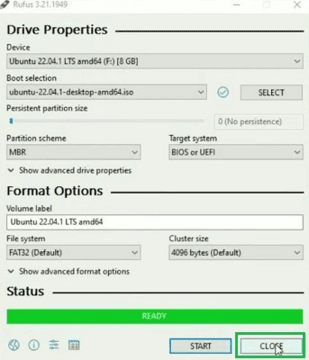 Rufus 3.21.1949
Drive Properties
Device
Ubuntu 22.04.1 LTS amd64 (F:) [8 GB]
Boot selection
ubuntu-22.04.1-desktop-amd64.iso
SELECT
Persistent partition size
0 (No persistence)
Partition scheme
Target system
MBR
BIOS or UEFI
Show advanced drive properties
Format Options
Volume label
Ubuntu 22.04.1 LTS amd64
File system
Cluster size
FAT32 (Default)
4096 bytes (Default)
Show advanced format options
Status
READY
START
CLOSE